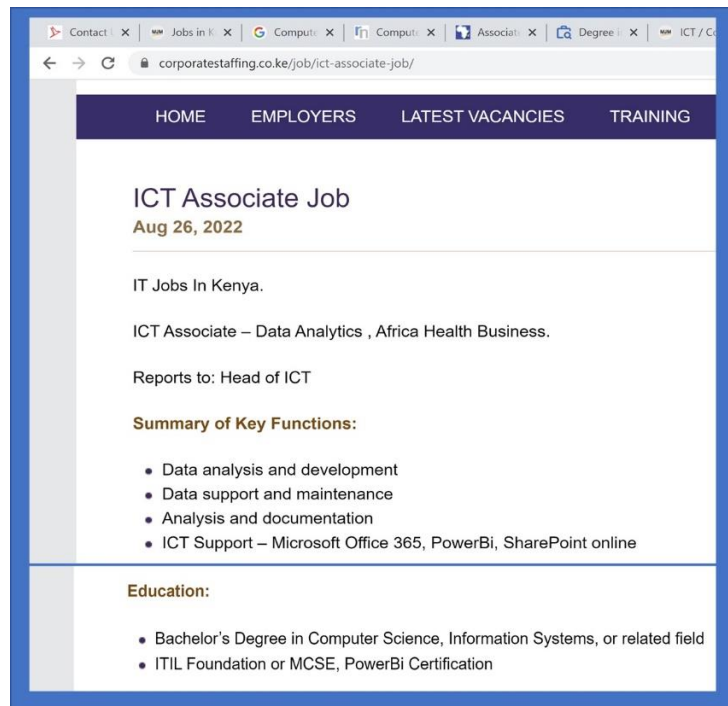 Contact U Jobs in K Compute Comput Associat Degree i ICT / Co
corporatestaffing.co.ke/job/ict-associate-job/
HOME EMPLOYERS LATEST VACANCIES TRAINING
ICT Associate Job
Aug 26, 2022
IT Jobs In Kenya.
ICT Associate – Data Analytics , Africa Health Business.
Reports to: Head of ICT
Summary of Key Functions:
• Data analysis and development
• Data support and maintenance
• Analysis and documentation
• ICT Support – Microsoft Office 365, PowerBi, SharePoint online
Education:
• Bachelor's Degree in Computer Science, Information Systems, or related field
• ITIL Foundation or MCSE, PowerBi Certification